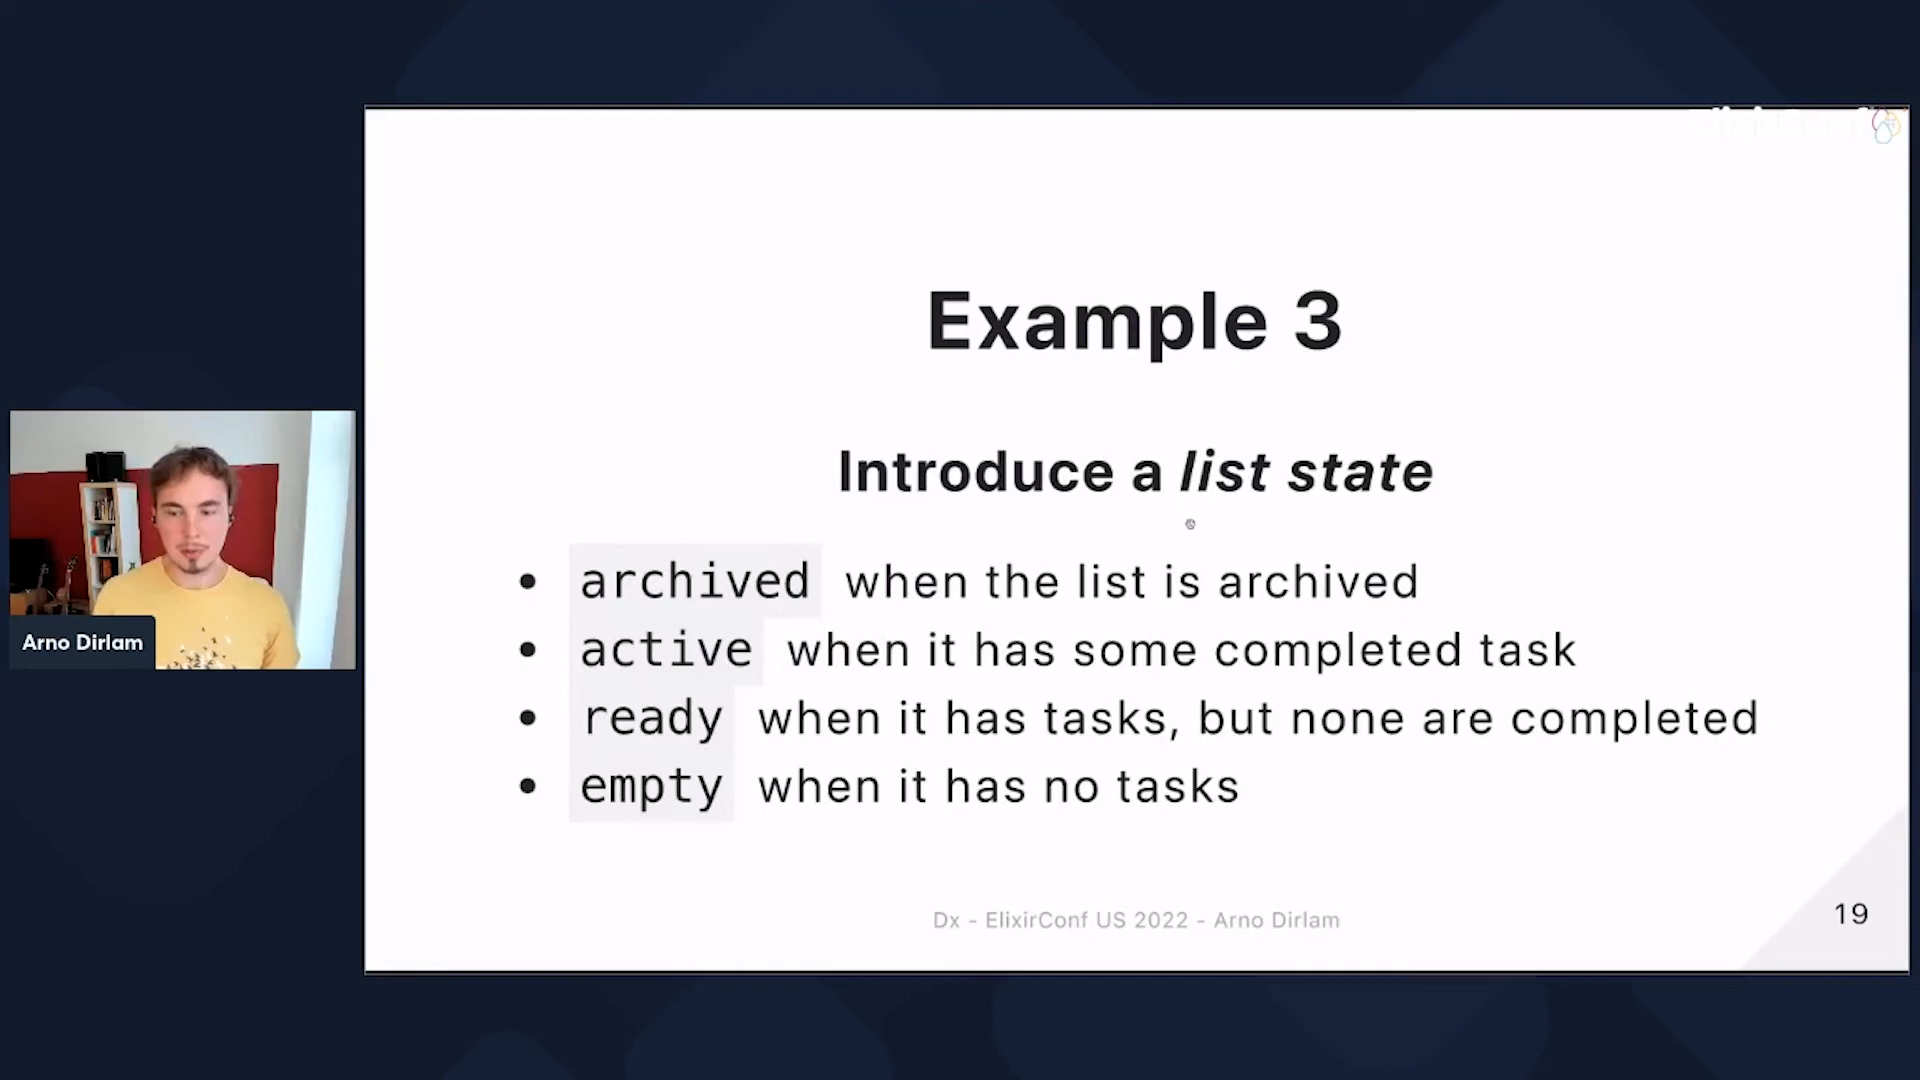 Example 3
Introduce a list state
• archived when the list is archived
• active when it has some completed task
• ready when it has tasks, but none are completed
• empty when it has no tasks
Dx - ElixirConf US 2022 - Arno Dirlam
19
Arno Dirlam